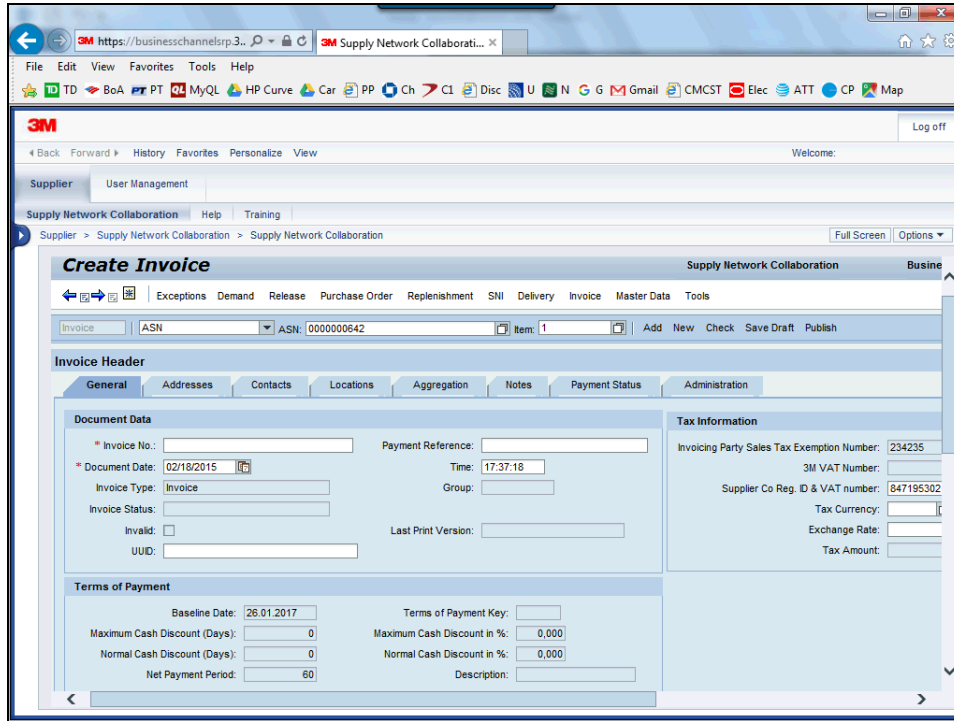 3M https://businesschannelsrp.3.. 3M Supply Network Collaborati... X
File Edit View Favorites Tools Help
TD TD BoA PT PT QL MyQL HP Curve Car PP Ch C1 Disc U N G G Gmail CMCST Elec ATT CP Map
3M Log off
Back Forward History Favorites Personalize View Welcome:
Supplier User Management
Supply Network Collaboration Help Training
Supplier > Supply Network Collaboration > Supply Network Collaboration Full Screen Options
Create Invoice Supply Network Collaboration Busine
Exceptions Demand Release Purchase Order Replenishment SNI Delivery Invoice Master Data Tools
Invoice ASN ASN: 0000000642 Item: 1 Add New Check Save Draft Publish
Invoice Header
General Addresses Contacts Locations Aggregation Notes Payment Status Administration
Document Data Tax Information
* Invoice No.: Payment Reference: Invoicing Party Sales Tax Exemption Number: 234235
* Document Date: 02/18/2015 Time: 17:37:18 3M VAT Number:
Invoice Type: Invoice Group: Supplier Co Reg. ID & VAT number: 847195302
Invoice Status: Tax Currency:
Invalid: Last Print Version: Exchange Rate:
UUID: Tax Amount:
Terms of Payment
Baseline Date: 26.01.2017 Terms of Payment Key:
Maximum Cash Discount (Days): 0 Maximum Cash Discount in %: 0,000
Normal Cash Discount (Days): 0 Normal Cash Discount in %: 0,000
Net Payment Period: 60 Description: